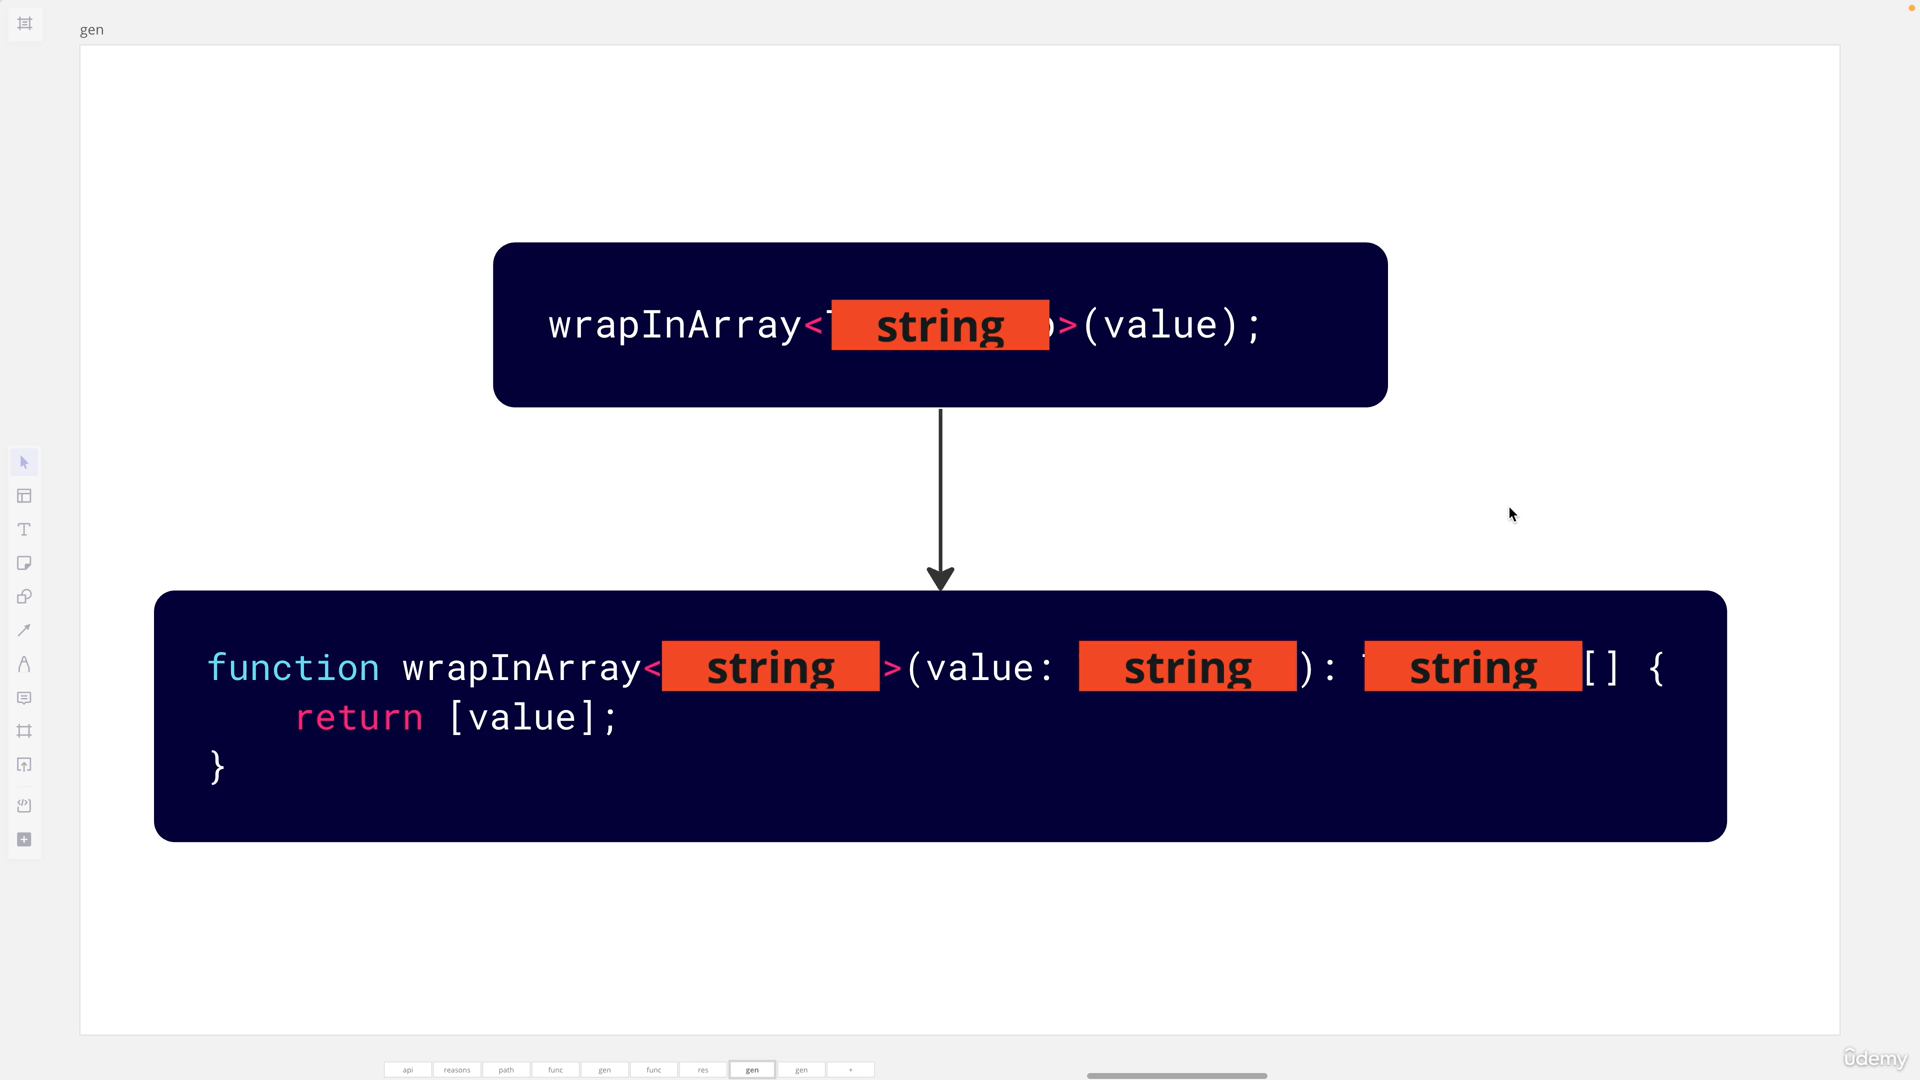 gen
wrapInArray<string>(value);
function wrapInArray<string>(value: string): string[] {
return [value];
}
api reasons path func gen func res gen gen +
ûdemy